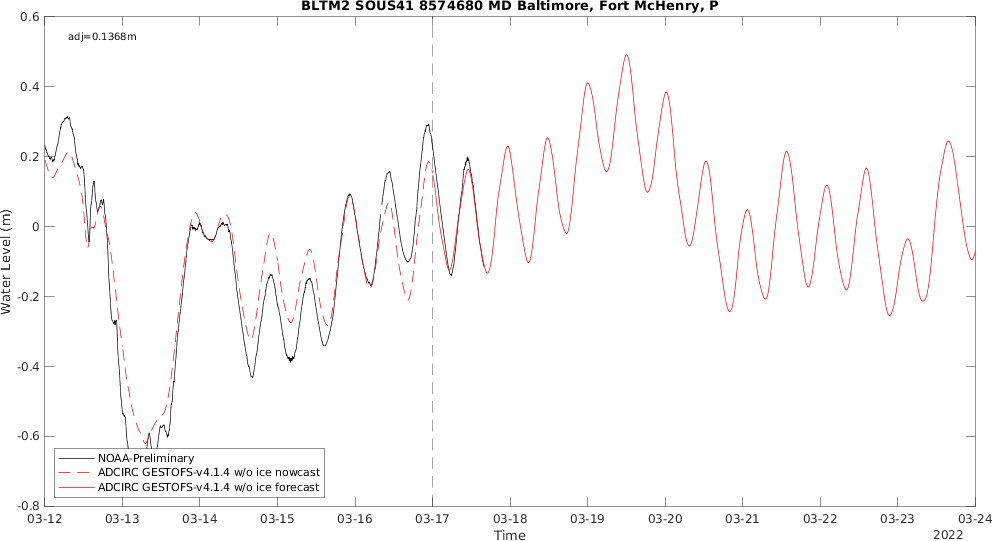 BLTM2 SOUS41 8574680 MD Baltimore, Fort McHenry, P
adj=0.1368m
0.6
0.4
0.2
0
-0.2
-0.4
-0.6
-0.8
Water Level (m)
NOAA-Preliminary
ADCIRC GESTOFS-v4.1.4 w/o ice nowcast
ADCIRC GESTOFS-v4.1.4 w/o ice forecast
03-12 03-13 03-14 03-15 03-16 03-17 03-18 03-19 03-20 03-21 03-22 03-23 03-24
Time
2022